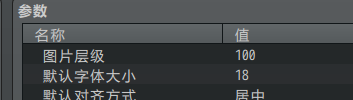 参数
名称 值
图片层级 100
默认字体大小 18
默认对齐方式 居中